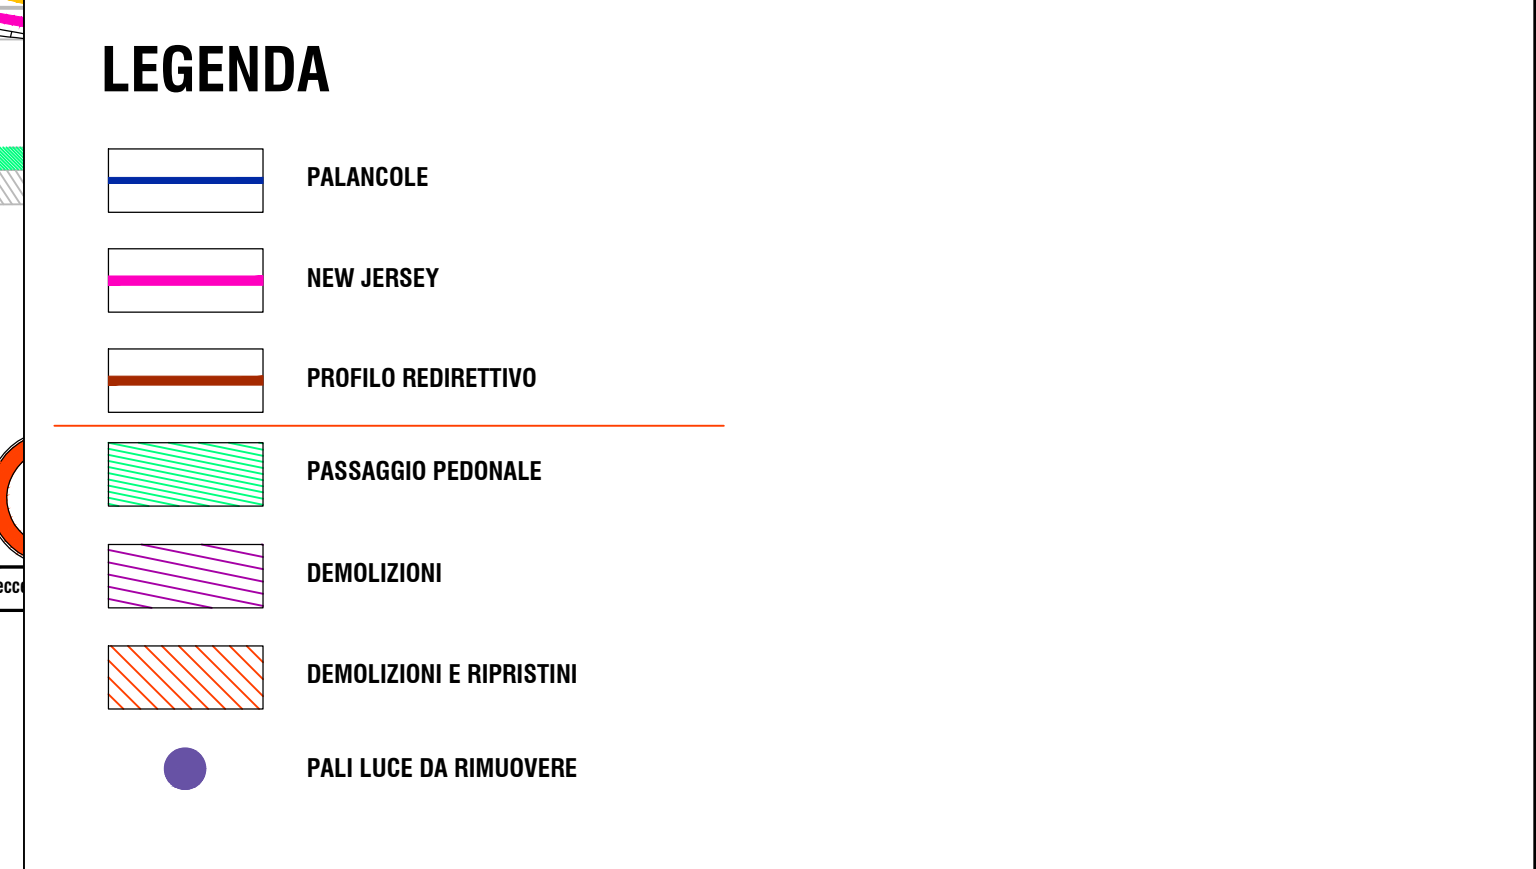 LEGENDA
PALANCOLE
NEW JERSEY
PROFILO REDIRETTIVO
PASSAGGIO PEDONALE
DEMOLIZIONI
DEMOLIZIONI E RIPRISTINI
PALI LUCE DA RIMUOVERE